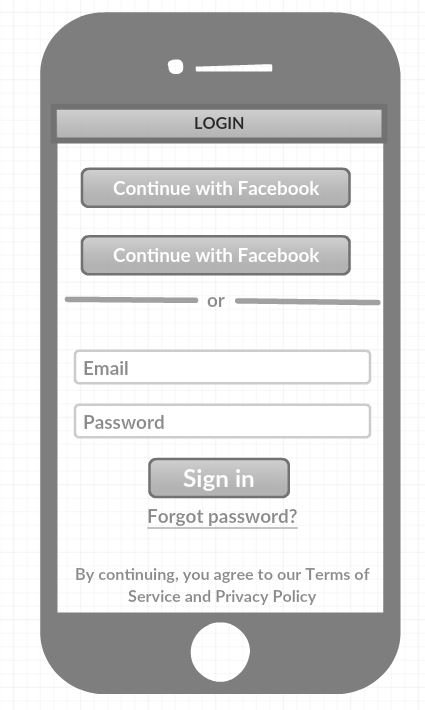 LOGIN
Continue with Facebook
Continue with Facebook
or
Email
Password
Sign in
Forgot password?
By continuing, you agree to our Terms of
Service and Privacy Policy